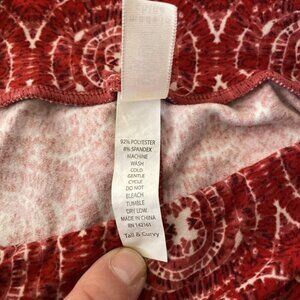 92% POLYESTER
8% SPANDEX
MACHINE
WASH
COLD
GENTLE
CYCLE
DO NOT
BLEACH
TUMBLE
DRY LOW
MADE IN CHINA
RN 142161
Tall & Curvy